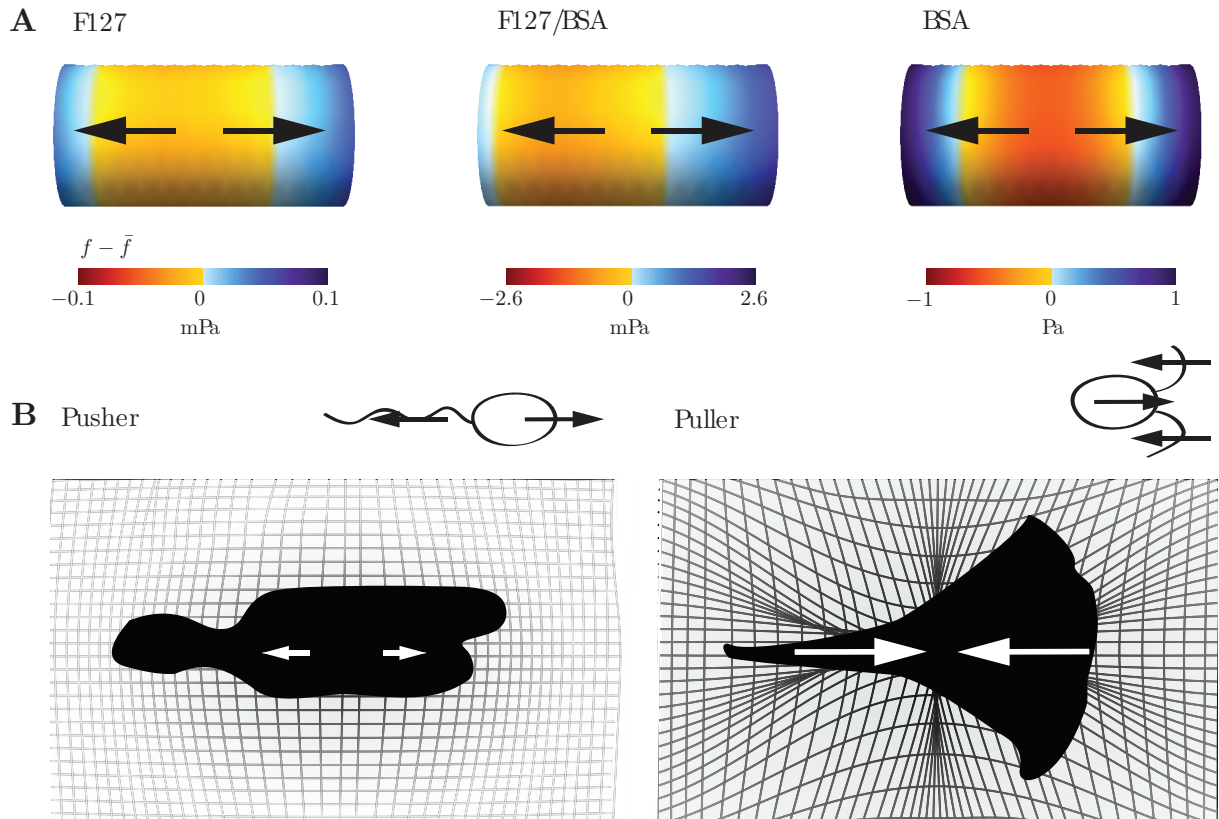 A F127 F127/BSA BSA
f − f̄
−0.1 0 0.1 −2.6 0 2.6 −1 0 1
mPa mPa Pa
B Pusher Puller